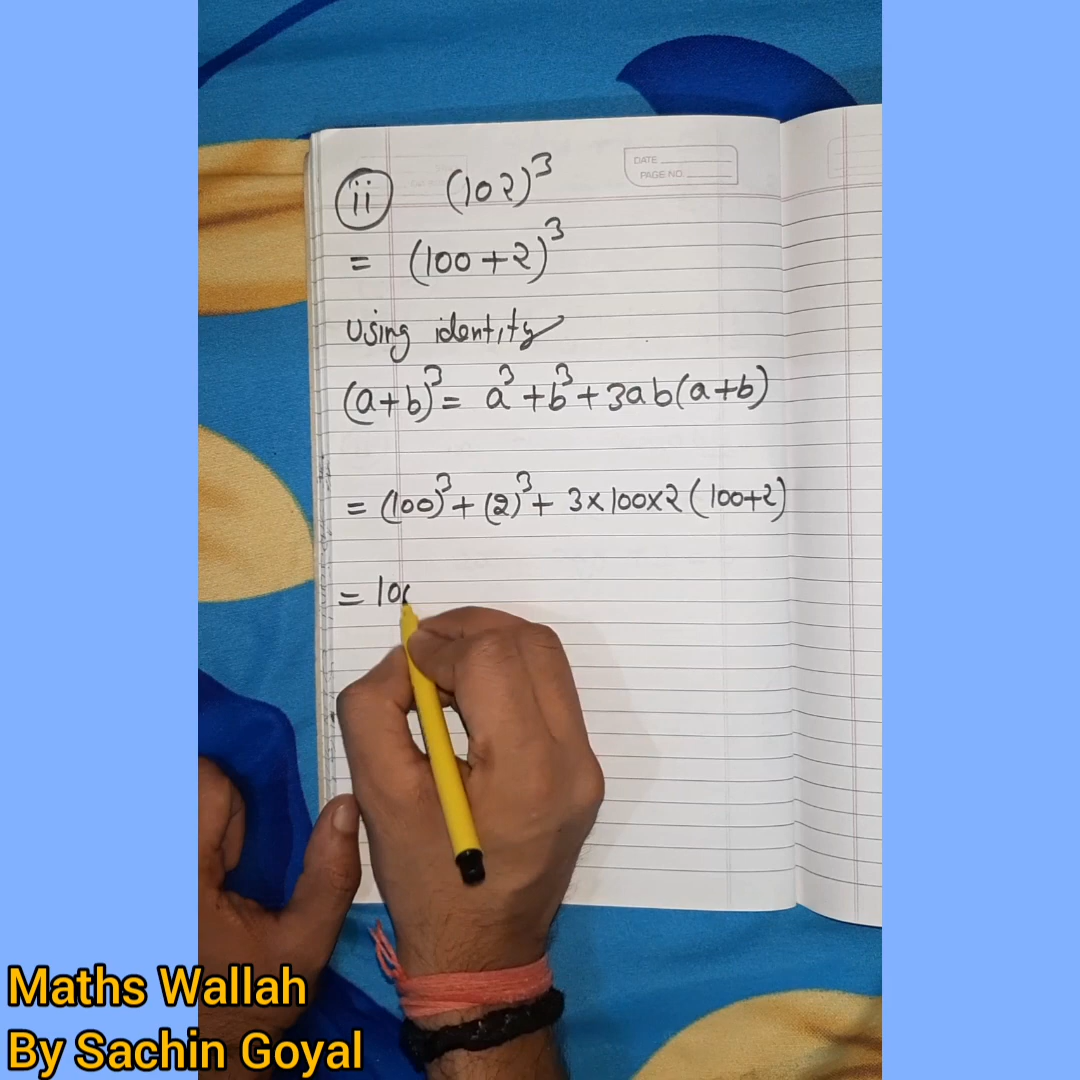 DATE
PAGE NO.
(ii) (102)³
= (100+2)³
Using identity
(a+b)³ = a³+b³+3ab(a+b)
= (100)³+(2)³+ 3×100×2(100+2)
= 100
Maths Wallah
By Sachin Goyal